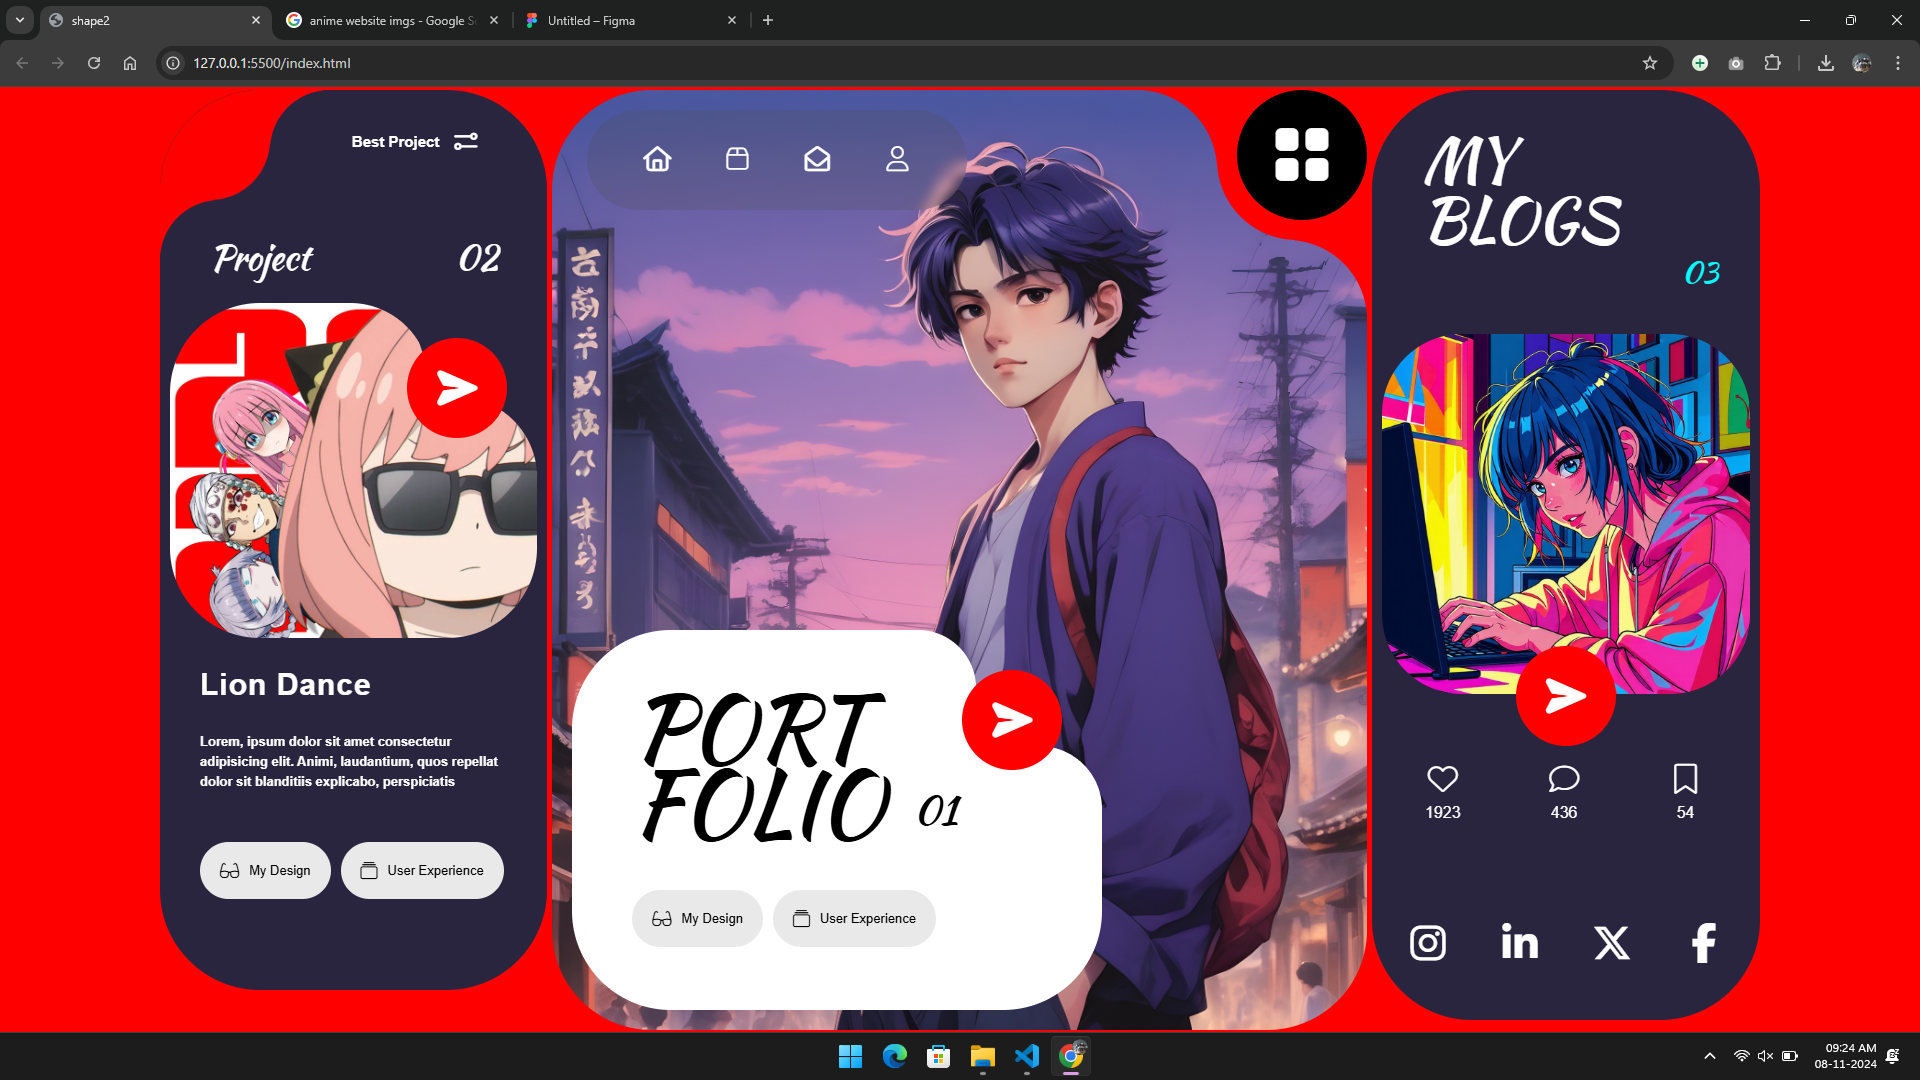 shape2
anime website imgs - Google S
Untitled – Figma
127.0.0.1:5500/index.html
Best Project
Project
02
Lion Dance
Lorem, ipsum dolor sit amet consectetur
adipisicing elit. Animi, laudantium, quos repellat
dolor sit blanditiis explicabo, perspiciatis
My Design
User Experience
PORT
FOLIO
01
My Design
User Experience
MY
BLOGS
03
1923
436
54
09:24 AM
08-11-2024